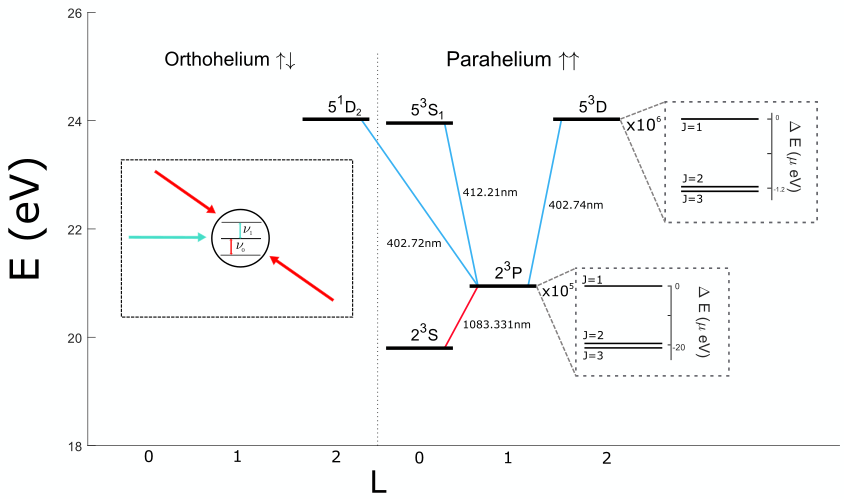 26
24
22
20
18
E (eV)
Orthohelium ↑↓
Parahelium ↑↑
5¹D₂
5³S₁
5³D
x10⁶
J=1
J=2
J=3
0
-1.2
Δ E (μ eV)
412.21nm
402.74nm
402.72nm
ν₁
ν₀
2³P
x10⁵
J=1
J=2
J=3
0
-20
Δ E (μ eV)
1083.331nm
2³S
0 1 2 0 1 2
L